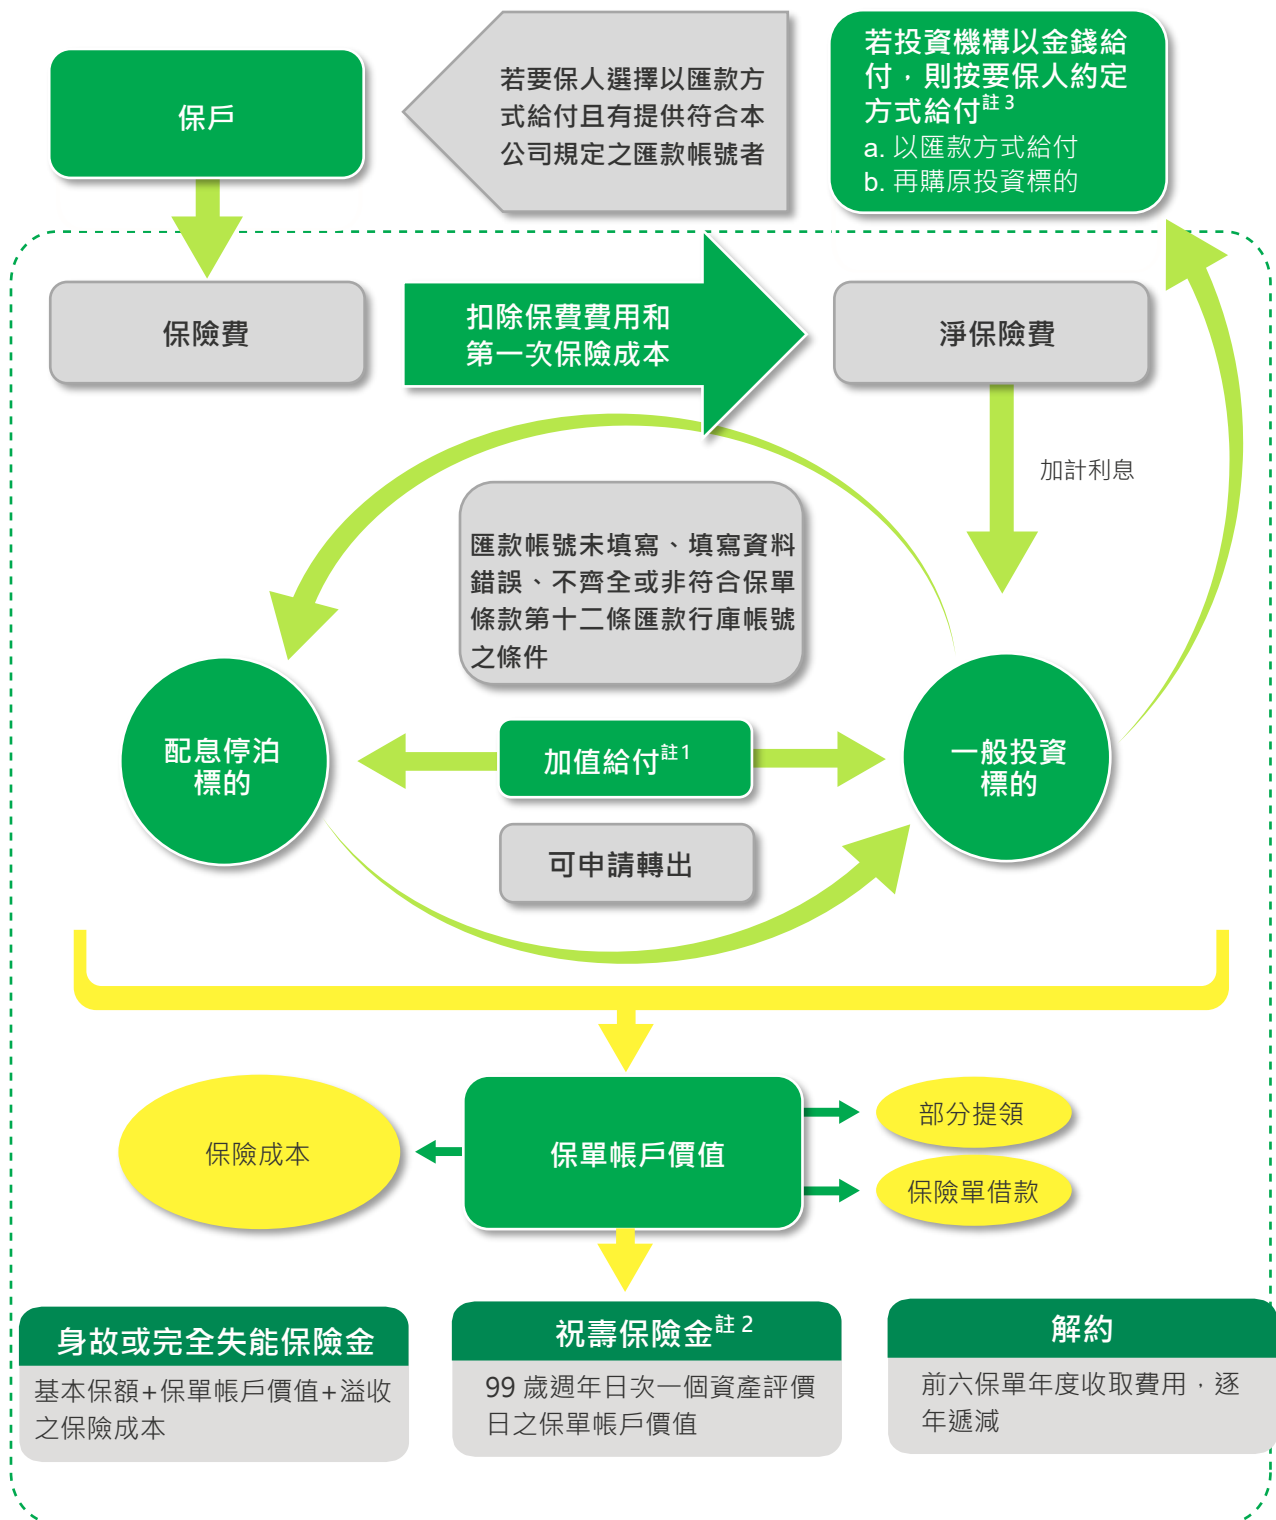 保戶
若要保人選擇以匯款方
式給付且有提供符合本
公司規定之匯款帳號者
若投資機構以金錢給
付，則按要保人約定
方式給付註3
a. 以匯款方式給付
b. 再購原投資標的
保險費
扣除保費費用和
第一次保險成本
淨保險費
加計利息
匯款帳號未填寫、填寫資料
錯誤、不齊全或非符合保單
條款第十二條匯款行庫帳號
之條件
配息停泊
標的
加值給付註1
一般投資
標的
可申請轉出
保險成本
保單帳戶價值
部分提領
保險單借款
身故或完全失能保險金
基本保額+保單帳戶價值+溢收
之保險成本
祝壽保險金註2
99 歲週年日次一個資產評價
日之保單帳戶價值
解約
前六保單年度收取費用，逐
年遞減